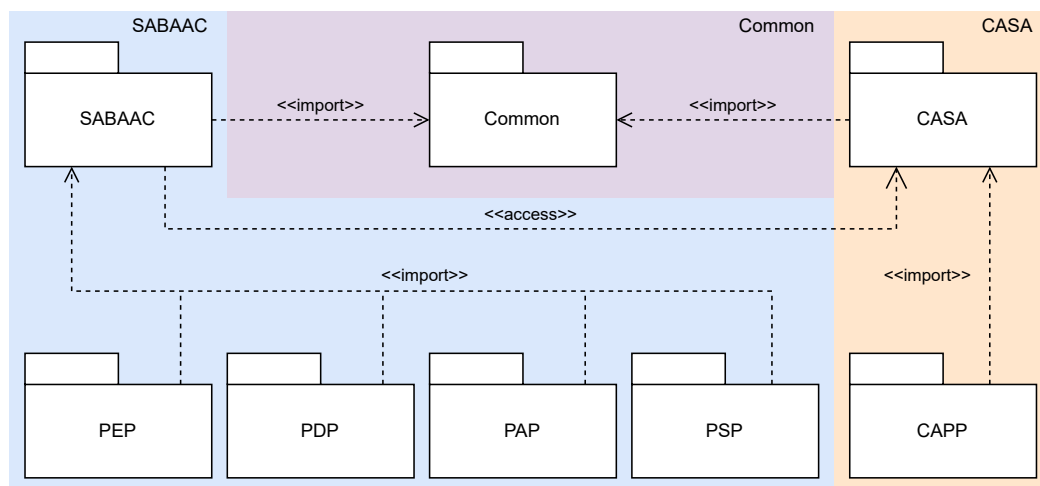 SABAAC
Common
CASA
SABAAC
<<import>>
Common
<<import>>
CASA
<<access>>
<<import>>
<<import>>
PEP
PDP
PAP
PSP
CAPP